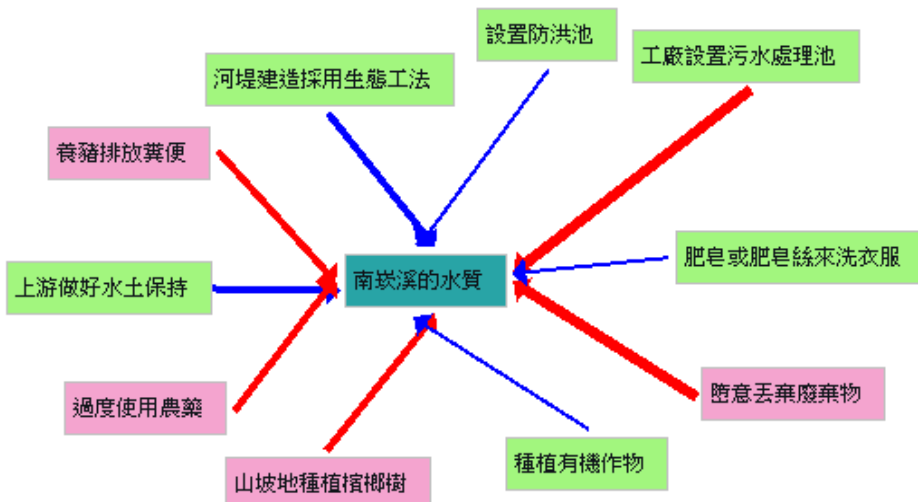 設置防洪池
工廠設置污水處理池
河堤建造採用生態工法
養豬排放糞便
肥皂或肥皂絲來洗衣服
南崁溪的水質
上游做好水土保持
過度使用農藥
墮意丟棄廢棄物
種植有機作物
山坡地種植檳榔樹